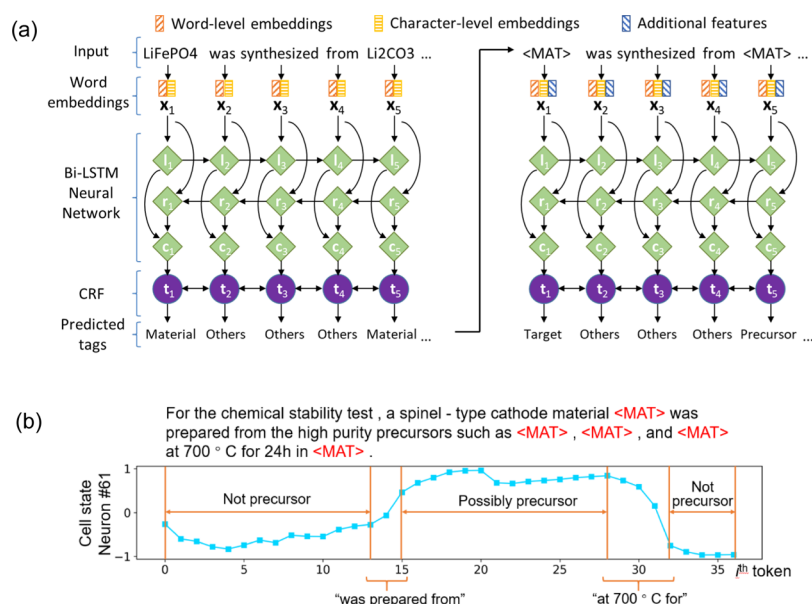 (a)
Word-level embeddings Character-level embeddings Additional features
Input LiFePO4 was synthesized from Li2CO3 ... <MAT> was synthesized from <MAT> ...
Word embeddings
x1 x2 x3 x4 x5 x1 x2 x3 x4 x5
Bi-LSTM Neural Network
l1 l2 l3 l4 l5 l1 l2 l3 l4 l5
r1 r2 r3 r4 r5 r1 r2 r3 r4 r5
c1 c2 c3 c4 c5 c1 c2 c3 c4 c5
CRF t1 t2 t3 t4 t5 t1 t2 t3 t4 t5
Predicted tags
Material Others Others Others Material ... Target Others Others Others Precursor ...
(b)
For the chemical stability test , a spinel - type cathode material <MAT> was
prepared from the high purity precursors such as <MAT> , <MAT> , and <MAT>
at 700 ° C for 24h in <MAT> .
Cell state
Neuron #61
1
0
−1
Not precursor Possibly precursor Not precursor
0 5 10 15 20 25 30 35 ith token
“was prepared from” “at 700 ° C for”